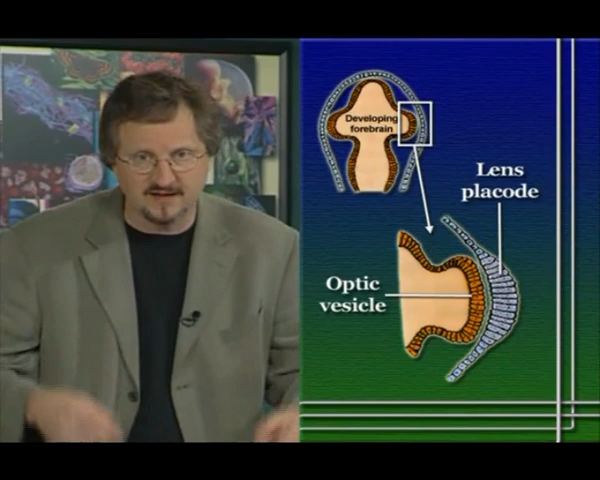 Developing
forebrain
Lens
placode
Optic
vesicle